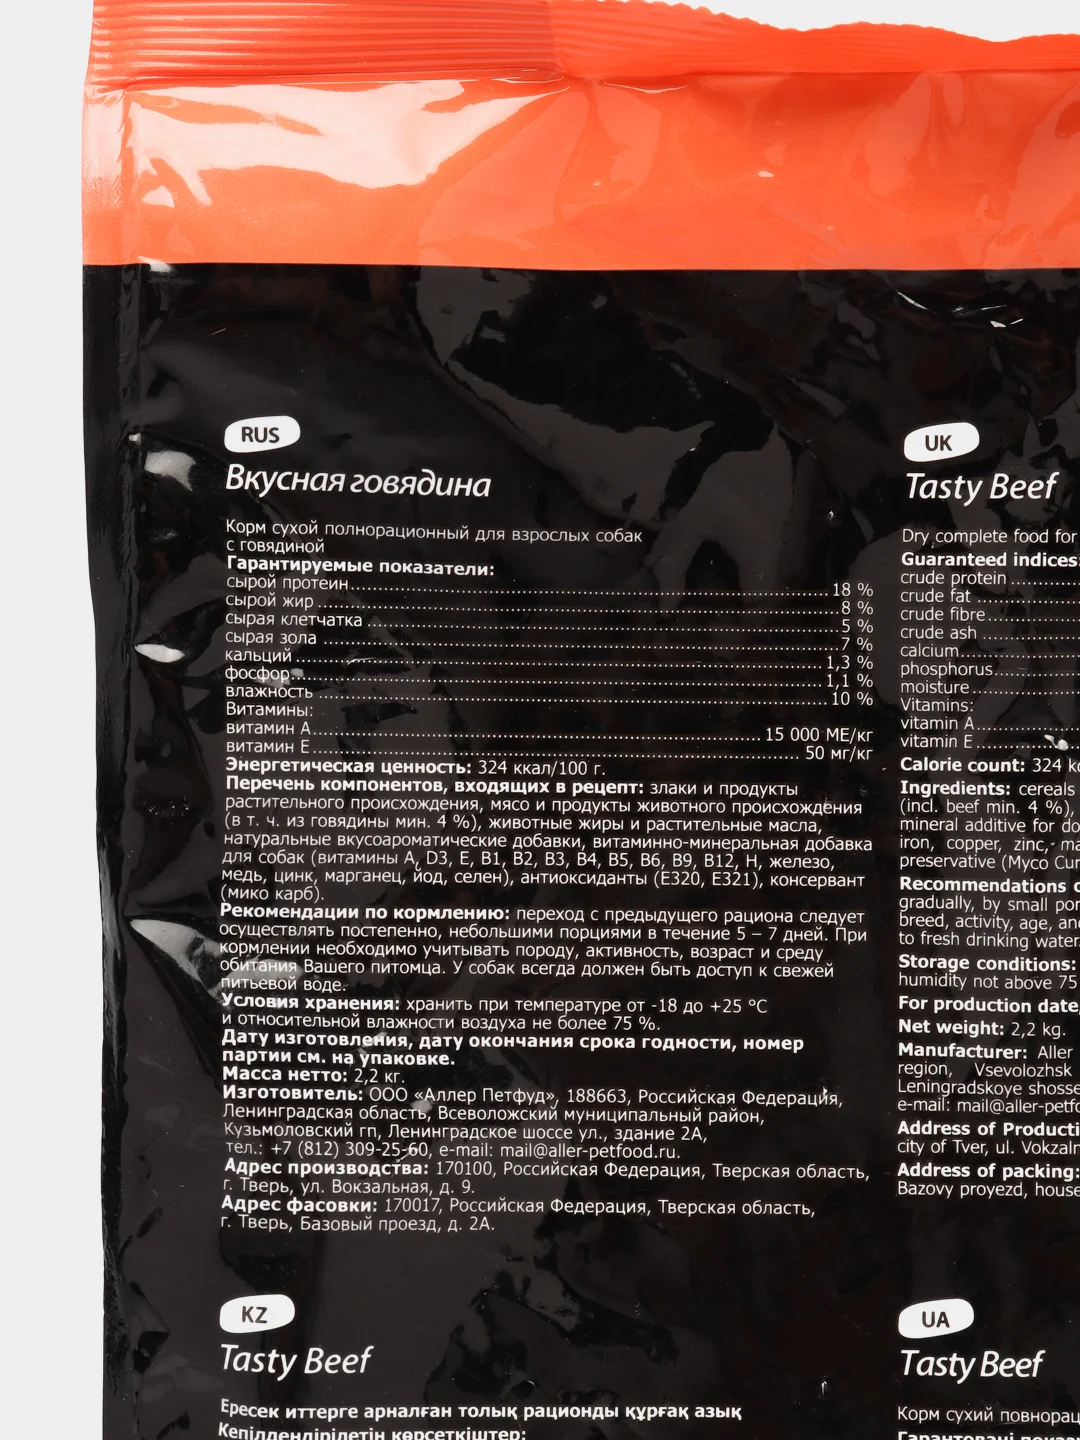 RUS
Вкусная говядина
Корм сухой полнорационный для взрослых собак
с говядиной
Гарантируемые показатели:
сырой протеин........ 18 %
сырой жир........ 8 %
сырая клетчатка........ 5 %
сырая зола........ 7 %
кальций........ 1,3 %
фосфор........ 1,1 %
влажность........ 10 %
Витамины:
витамин А........ 15 000 МЕ/кг
витамин Е........ 50 мг/кг
Энергетическая ценность: 324 ккал/100 г.
Перечень компонентов, входящих в рецепт: злаки и продукты
растительного происхождения, мясо и продукты животного происхождения
(в т. ч. из говядины мин. 4 %), животные жиры и растительные масла,
натуральные вкусоароматические добавки, витаминно-минеральная добавка
для собак (витамины A, D3, E, B1, B2, B3, B4, B5, B6, B9, B12, H, железо,
медь, цинк, марганец, йод, селен), антиоксиданты (Е320, Е321), консервант
(мико карб).
Рекомендации по кормлению: переход с предыдущего рациона следует
осуществлять постепенно, небольшими порциями в течение 5 – 7 дней. При
кормлении необходимо учитывать породу, активность, возраст и среду
обитания Вашего питомца. У собак всегда должен быть доступ к свежей
питьевой воде.
Условия хранения: хранить при температуре от -18 до +25 °С
и относительной влажности воздуха не более 75 %.
Дату изготовления, дату окончания срока годности, номер
партии см. на упаковке.
Масса нетто: 2,2 кг.
Изготовитель: ООО «Аллер Петфуд», 188663, Российская Федерация,
Ленинградская область, Всеволожский муниципальный район,
Кузьмоловский гп, Ленинградское шоссе ул., здание 2А,
тел.: +7 (812) 309-25-60, e-mail: mail@aller-petfood.ru.
Адрес производства: 170100, Российская Федерация, Тверская область,
г. Тверь, ул. Вокзальная, д. 9.
Адрес фасовки: 170017, Российская Федерация, Тверская область,
г. Тверь, Базовый проезд, д. 2А.
UK
Tasty Beef
Dry complete food for
Guaranteed indices:
crude protein........
crude fat........
crude fibre........
crude ash........
calcium........
phosphorus........
moisture........
Vitamins:
vitamin A........
vitamin E........
Calorie count: 324
Ingredients: cereals
(incl. beef min. 4 %),
mineral additive for
iron, copper, zinc,
preservative (Myco
Recommendations
gradually, by small
breed, activity, age,
to fresh drinking water.
Storage conditions:
humidity not above 75
For production date,
Net weight: 2,2 kg.
Manufacturer: Aller
region, Vsevolozhsk
Leningradskoye shosse
e-mail:
Address of
city of Tver, ul.
Address of packing:
Bazovy proyezd, house
KZ
Tasty Beef
Ересек иттерге арналған толық рационды құрғақ азық
Кепілдендірілетін көрсеткіштер:
UA
Tasty Beef
Корм сухий
Гарантовані